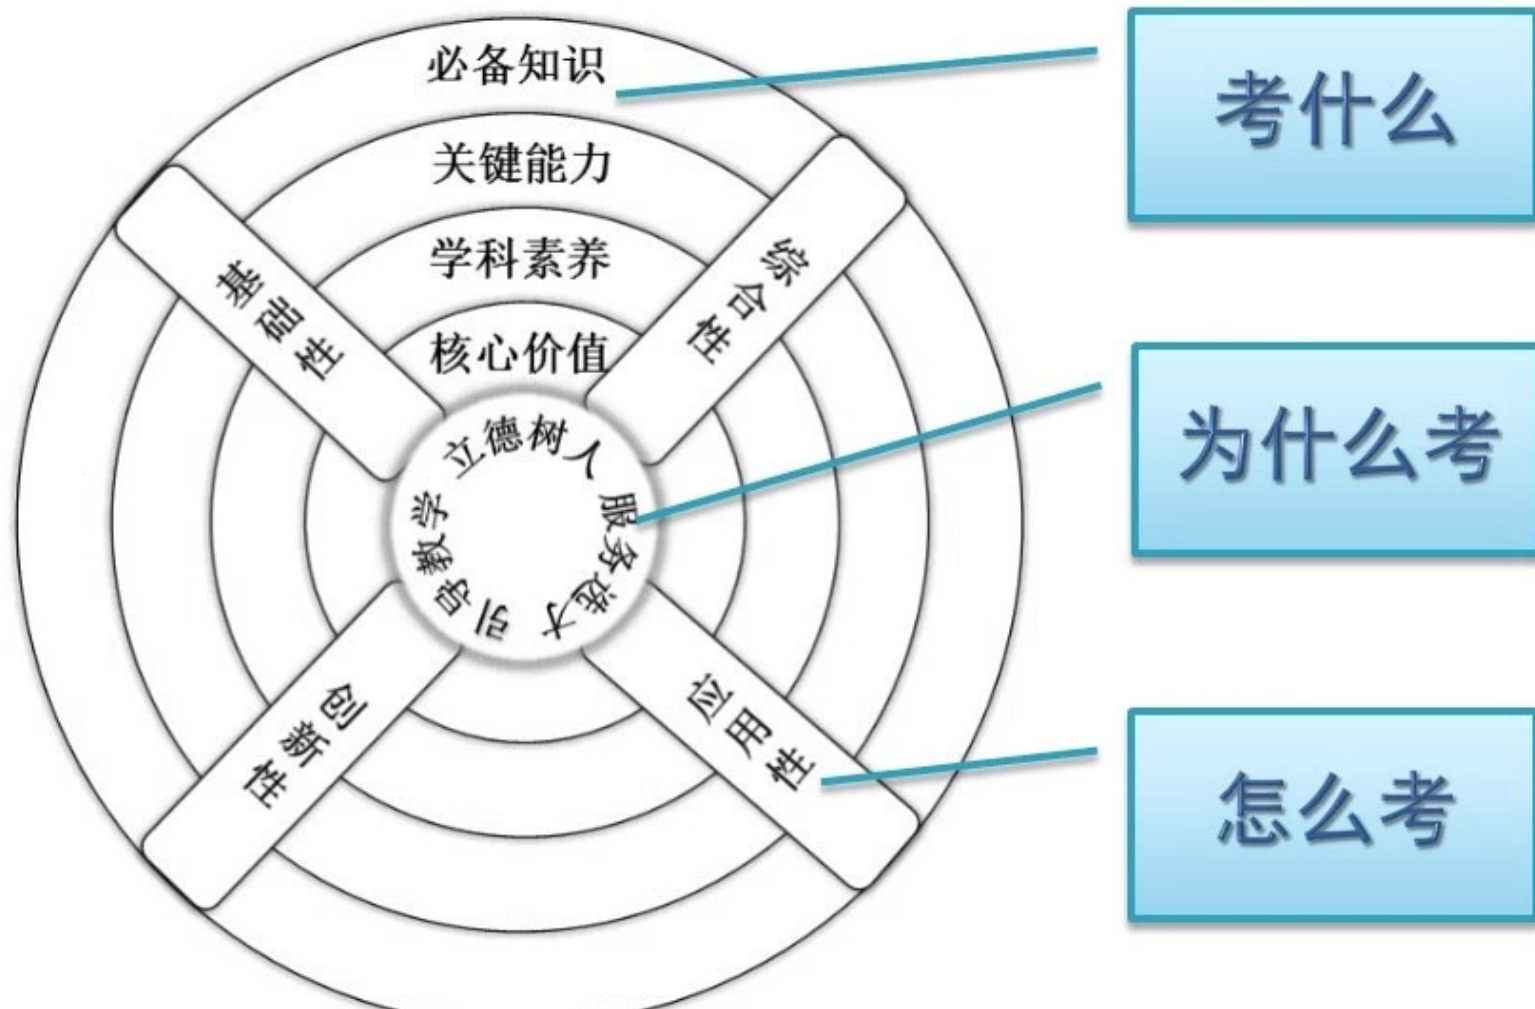 必备知识
关键能力
学科素养
核心价值
基础性
综合性
立德树人
服务选才
引导教学
创新性
应用性
考什么
为什么考
怎么考